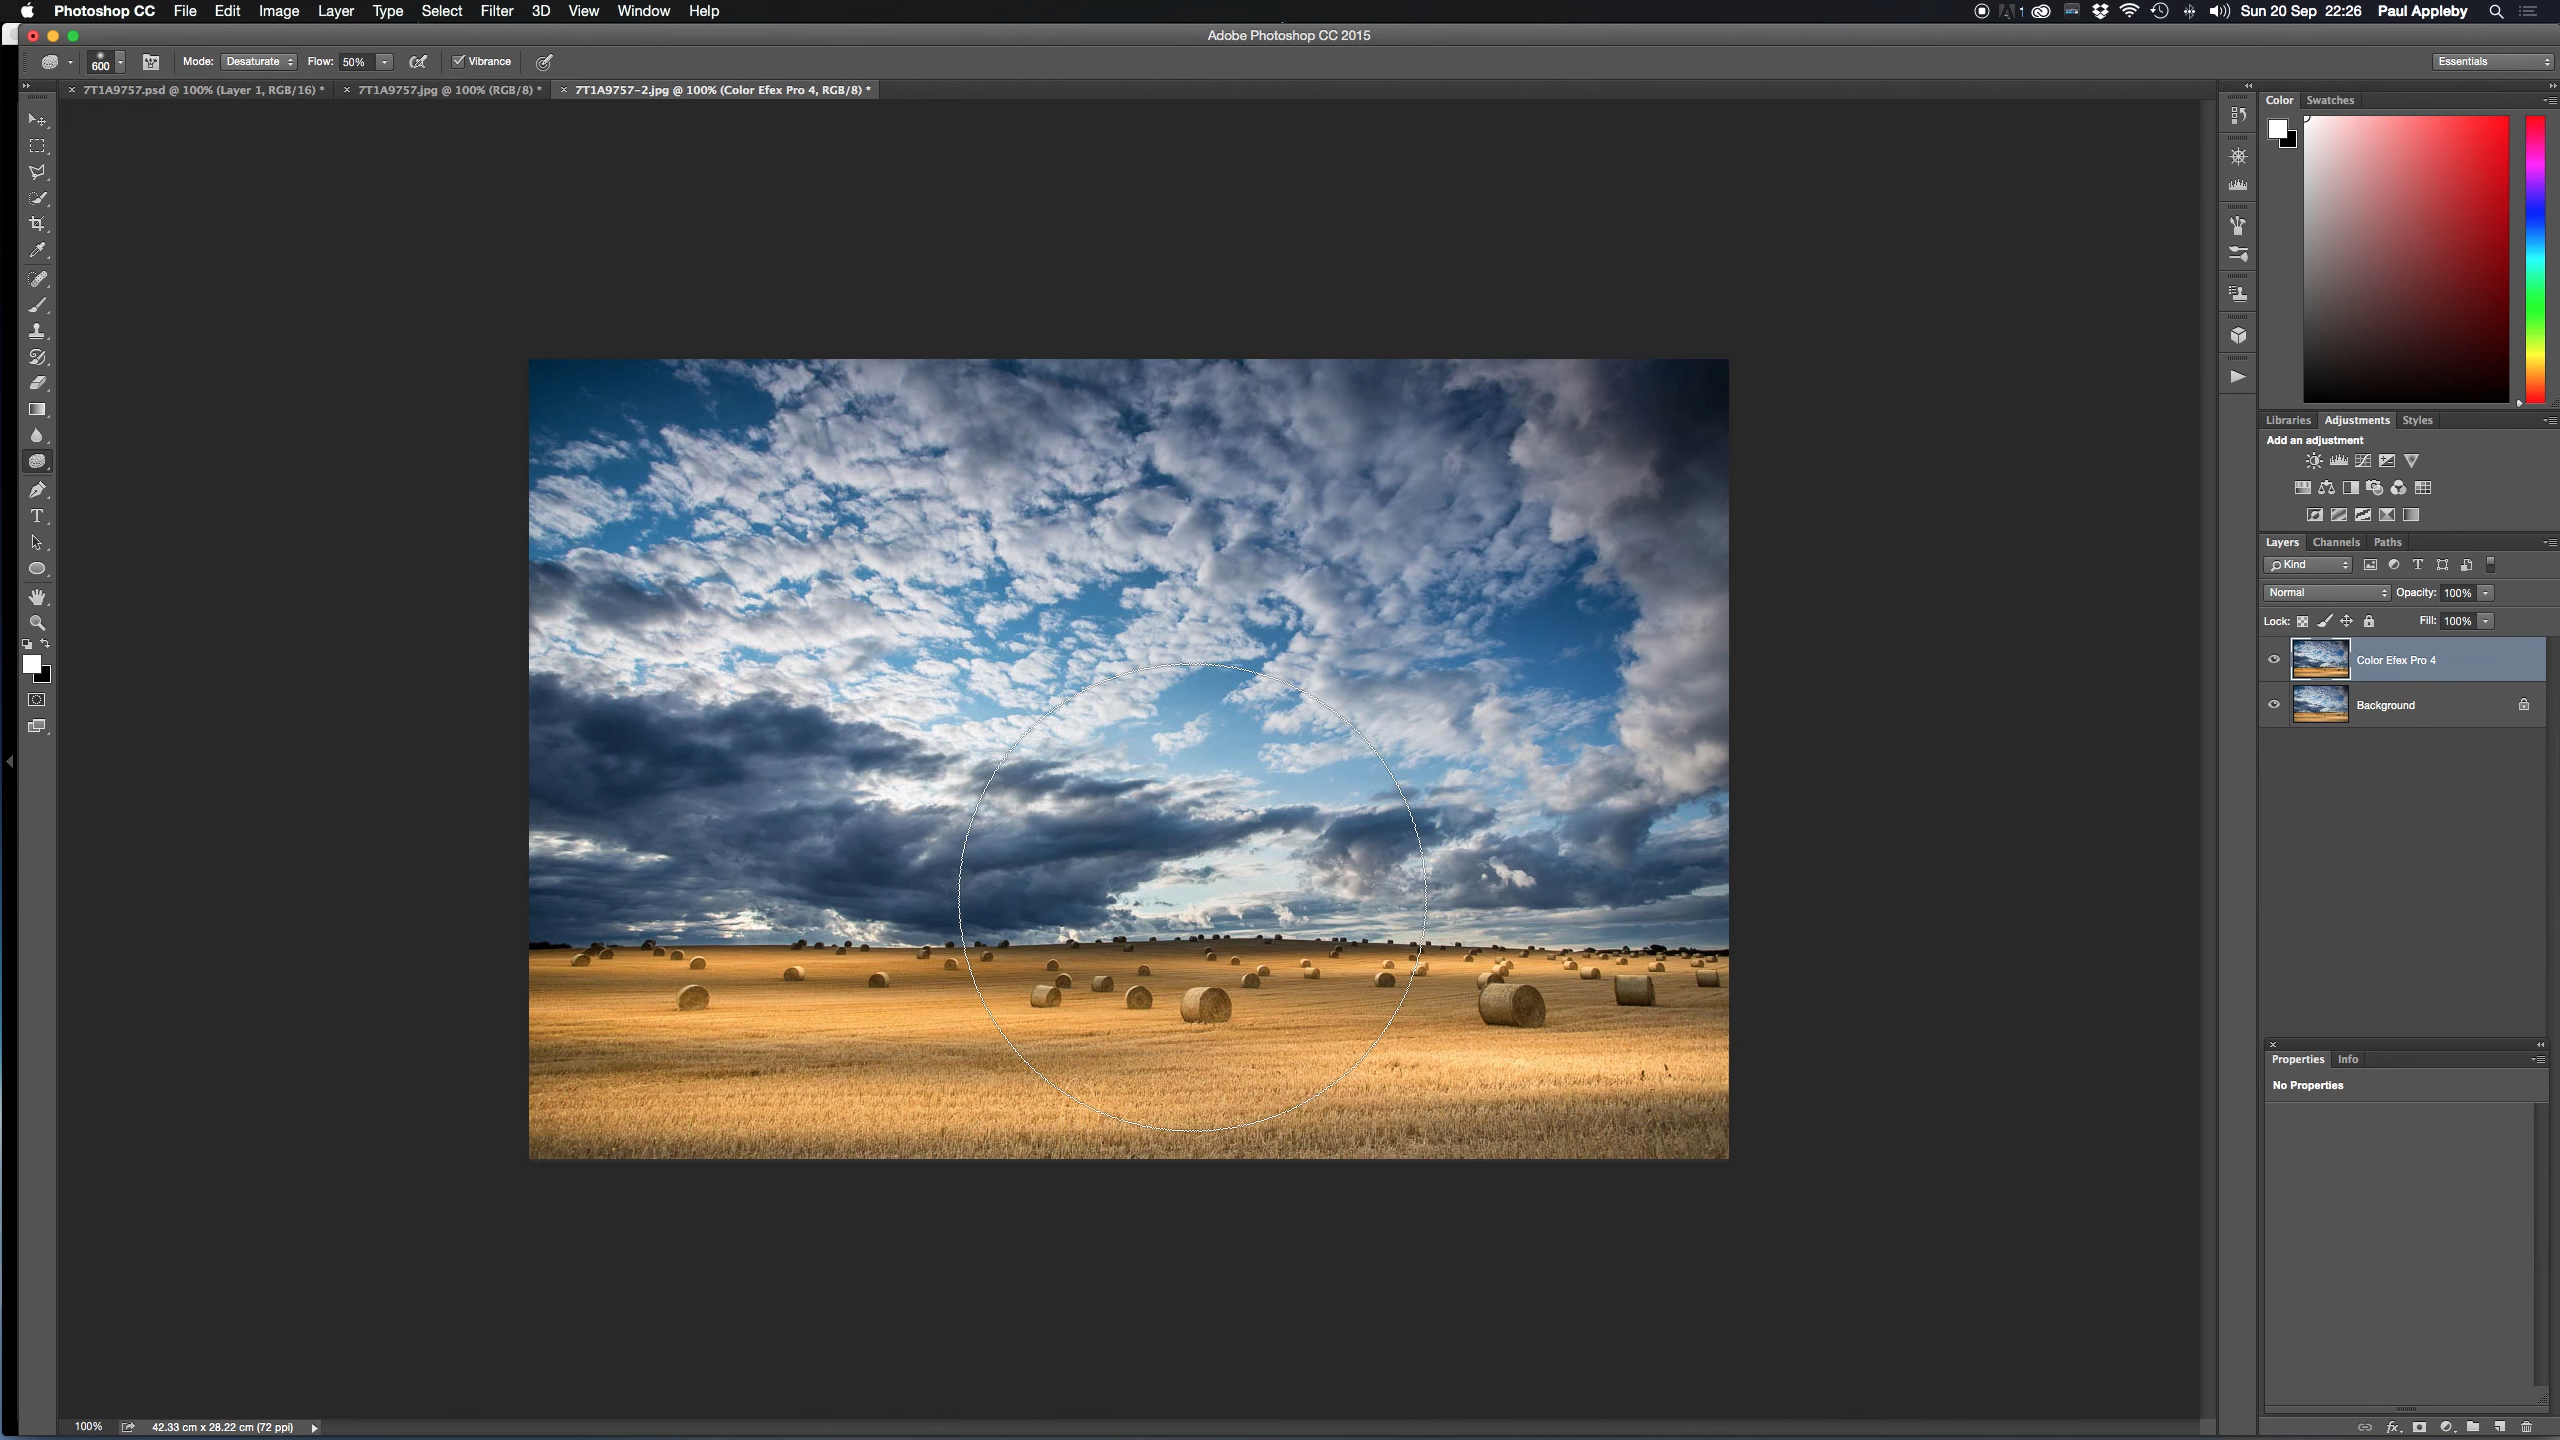 Photoshop CC File Edit Image Layer Type Select Filter 3D View Window Help 1 Sun 20 Sep 22:26 Paul Appleby
Adobe Photoshop CC 2015
600 Mode: Desaturate Flow: 50% Vibrance Essentials
7T1A9757.psd @ 100% (Layer 1, RGB/16) * 7T1A9757.jpg @ 100% (RGB/8) * 7T1A9757-2.jpg @ 100% (Color Efex Pro 4, RGB/8) *
Color Swatches
Libraries Adjustments Styles
Add an adjustment
Layers Channels Paths
Kind
Normal Opacity: 100%
Lock: Fill: 100%
Color Efex Pro 4
Background
Properties Info
No Properties
100% 42.33 cm x 28.22 cm (72 ppi)